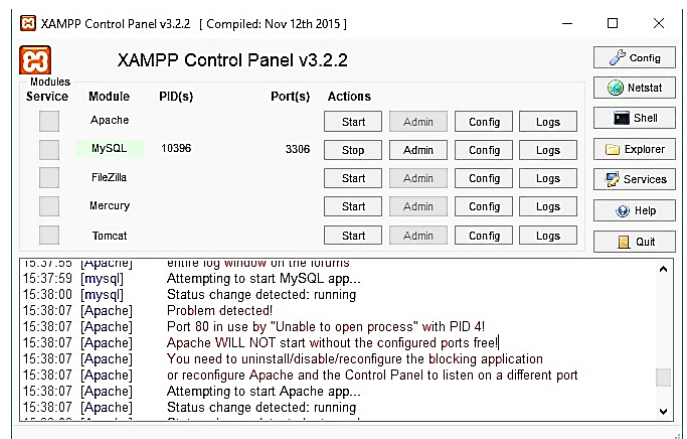 XAMPP Control Panel v3.2.2 [ Compiled: Nov 12th 2015 ]
XAMPP Control Panel v3.2.2
Config
Modules
Service Module PID(s) Port(s) Actions
Netstat
Apache Start Admin Config Logs
Shell
MySQL 10396 3306 Stop Admin Config Logs
Explorer
FileZilla Start Admin Config Logs
Services
Mercury Start Admin Config Logs
Help
Tomcat Start Admin Config Logs
Quit
15:37:55 [Apache] entire log window on the forums
15:37:59 [mysql] Attempting to start MySQL app...
15:38:00 [mysql] Status change detected: running
15:38:07 [Apache] Problem detected!
15:38:07 [Apache] Port 80 in use by "Unable to open process" with PID 4!
15:38:07 [Apache] Apache WILL NOT start without the configured ports free!
15:38:07 [Apache] You need to uninstall/disable/reconfigure the blocking application
15:38:07 [Apache] or reconfigure Apache and the Control Panel to listen on a different port
15:38:07 [Apache] Attempting to start Apache app...
15:38:07 [Apache] Status change detected: running